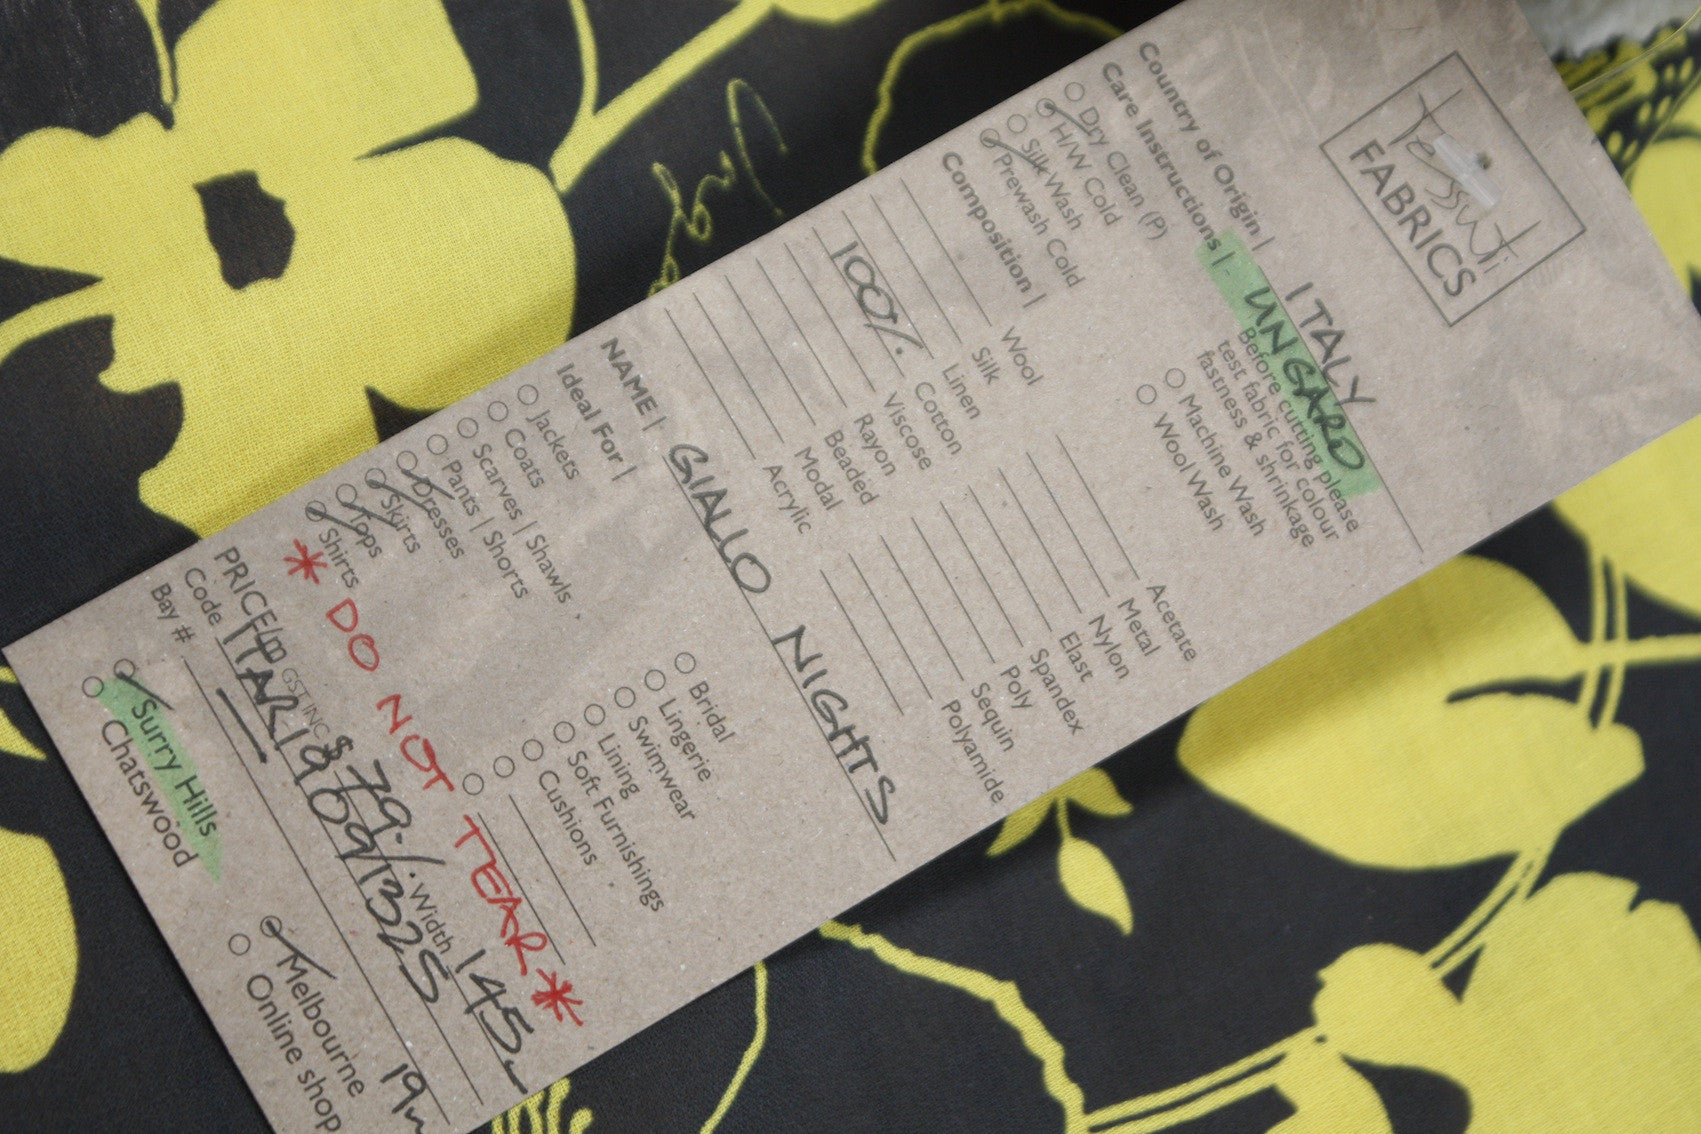 Tessuti
FABRICS
Country of Origin | ITALY
UNGARO
Care Instructions |
Before cutting please
test fabric for colour
fastness & shrinkage
Dry Clean (P)
H/W Cold
Silk Wash
Prewash Cold
Machine Wash
Wool Wash
Composition |
Wool
Silk
Linen
100% Cotton
Viscose
Rayon
Beaded
Modal
Acrylic
Acetate
Metal
Nylon
Elast
Spandex
Poly
Sequin
Polyamide
NAME | GIALLO NIGHTS
Ideal For |
Jackets
Coats
Scarves | Shawls
Pants | Shorts
Dresses
Skirts
Tops
Shirts
Bridal
Lingerie
Swimwear
Lining
Soft Furnishings
Cushions
* DO NOT TEAR *
PRICE/m GST INC $79./. Width 145
Code ITAR1909/132S
Bay #
Surry Hills
Chatswood
Melbourne
Online shop
19m